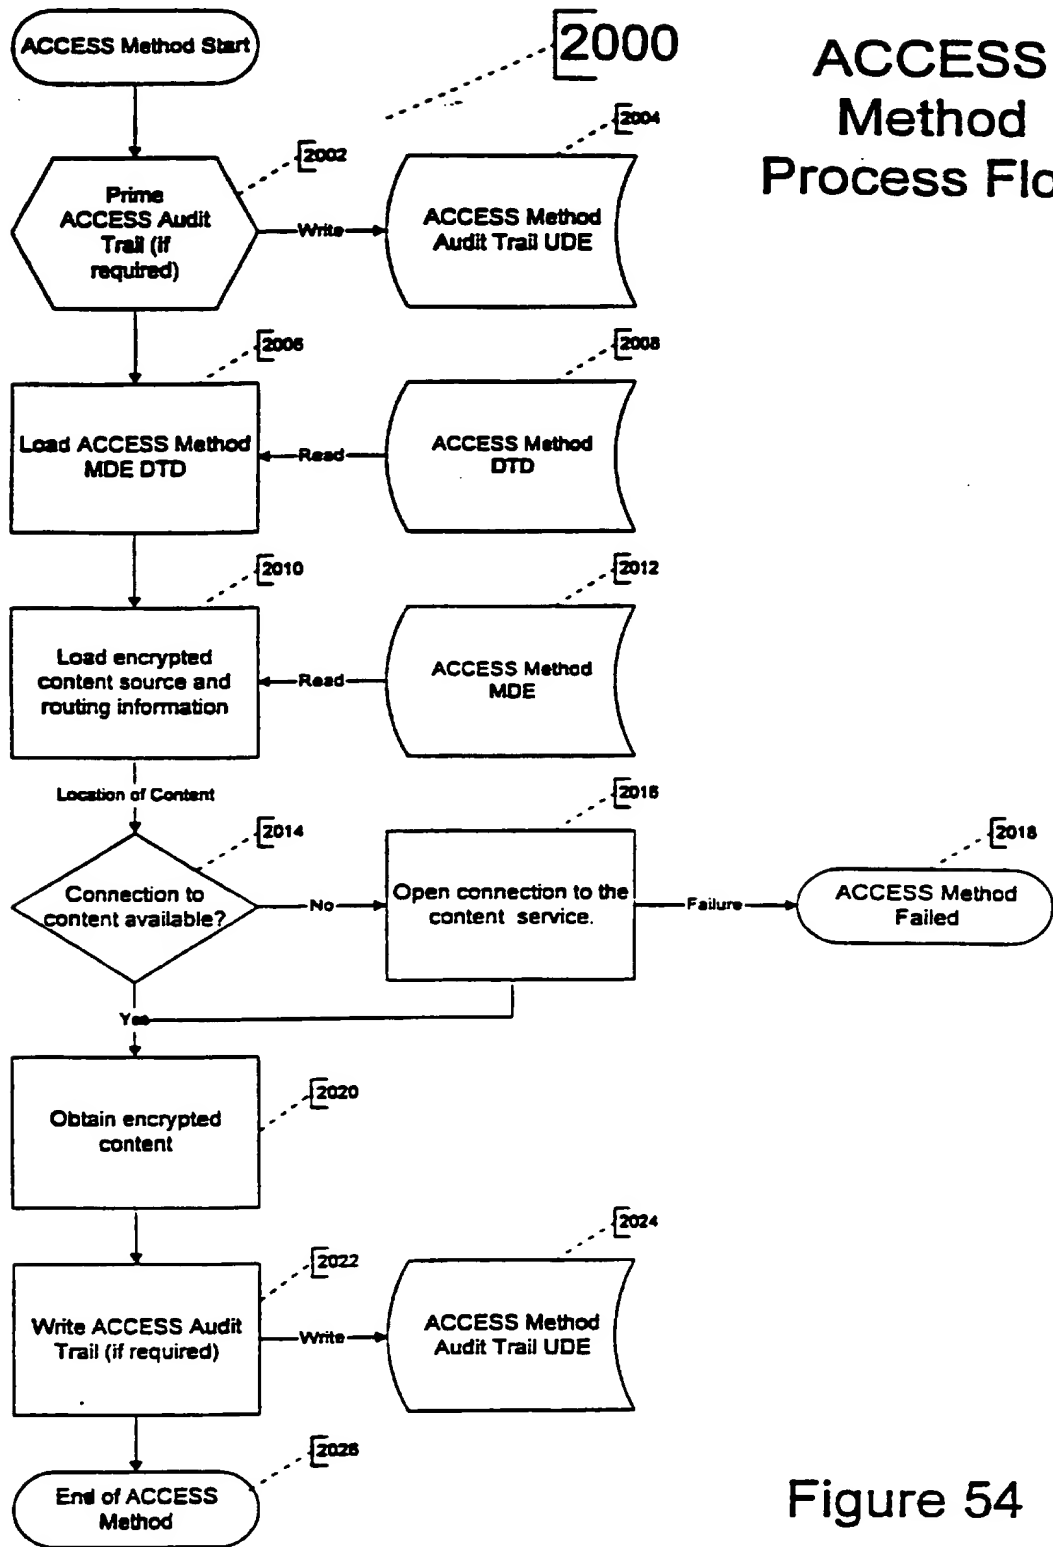 ACCESS Method Start
2000
ACCESS
Method
Process Flo
2002
2004
Prime
ACCESS Audit
Trail (if
required)
Write
ACCESS Method
Audit Trail UDE
2006
2008
Load ACCESS Method
MDE DTD
Read
ACCESS Method
DTD
2010
2012
Load encrypted
content source and
routing information
Read
ACCESS Method
MDE
Location of Content
2014
2016
2018
Connection to
content available?
No
Open connection to the
content service.
Failure
ACCESS Method
Failed
Yes
2020
Obtain encrypted
content
2022
2024
Write ACCESS Audit
Trail (if required)
Write
ACCESS Method
Audit Trail UDE
2026
End of ACCESS
Method
Figure 54